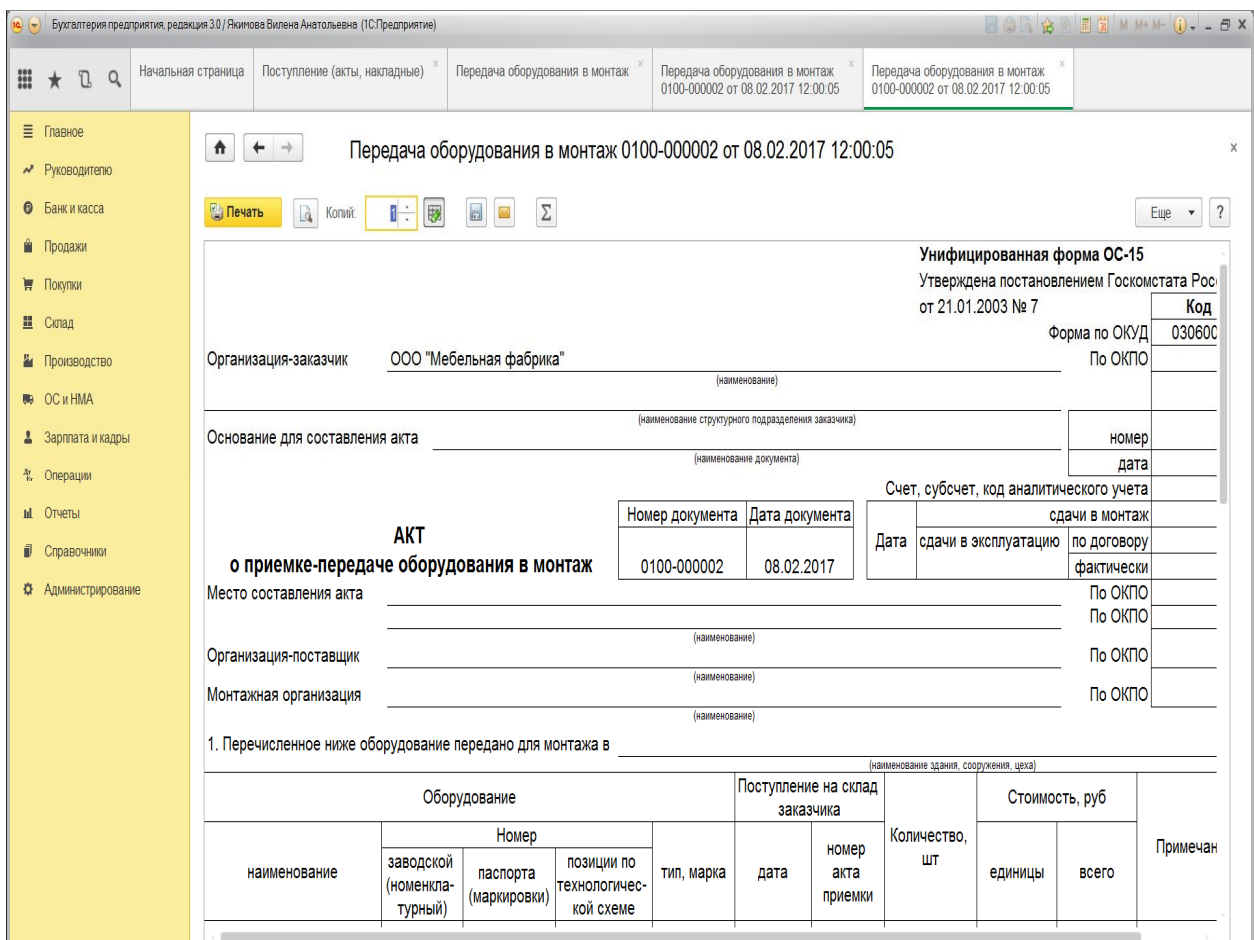 Бухгалтерия предприятия, редакция 3.0 / Якимова Вилена Анатольевна (1С:Предприятие)
M M+ M-
Начальная страница
Поступление (акты, накладные)
Передача оборудования в монтаж
Передача оборудования в монтаж
0100-000002 от 08.02.2017 12:00:05
Передача оборудования в монтаж
0100-000002 от 08.02.2017 12:00:05
Главное
Руководителю
Банк и касса
Продажи
Покупки
Склад
Производство
ОС и НМА
Зарплата и кадры
Операции
Отчеты
Справочники
Администрирование
Передача оборудования в монтаж 0100-000002 от 08.02.2017 12:00:05
Печать
Копий:
1
Σ
Еще
?
Унифицированная форма ОС-15
Утверждена постановлением Госкомстата Рос
от 21.01.2003 № 7
Код
Форма по ОКУД 030600
Организация-заказчик ООО "Мебельная фабрика" По ОКПО
(наименование)
(наименование структурного подразделения заказчика)
Основание для составления акта
номер
(наименование документа)
дата
Счет, субсчет, код аналитического учета
Номер документа Дата документа
Дата сдачи в эксплуатацию
сдачи в монтаж
по договору
фактически
АКТ
о приемке-передаче оборудования в монтаж
0100-000002 08.02.2017
Место составления акта По ОКПО
По ОКПО
(наименование)
Организация-поставщик По ОКПО
(наименование)
Монтажная организация По ОКПО
(наименование)
1. Перечисленное ниже оборудование передано для монтажа в
(наименование здания, сооружения, цеха)
Оборудование
Поступление на склад
заказчика
Количество,
шт
Стоимость, руб
Примечан
наименование
Номер
заводской
(номенкла-
турный)
паспорта
(маркировки)
позиции по
технологичес-
кой схеме
тип, марка
дата
номер
акта
приемки
единицы
всего